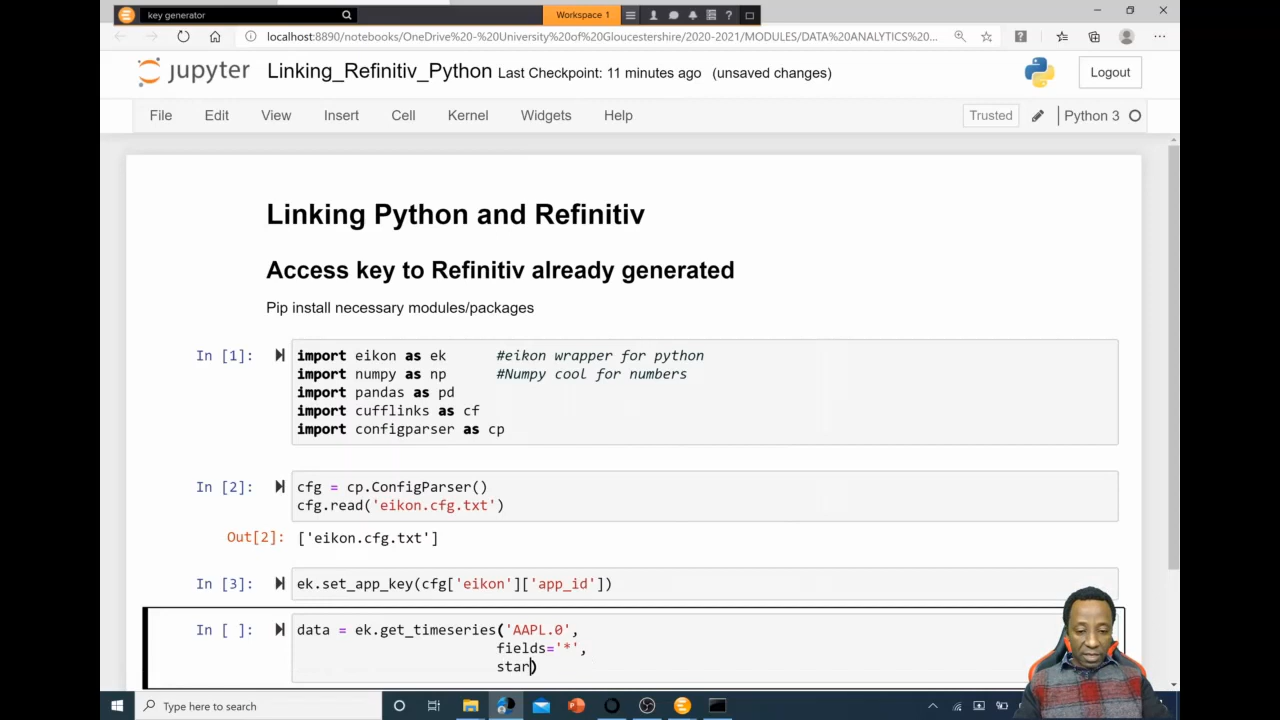 key generator
Workspace 1
?
localhost:8890/notebooks/OneDrive%20-%20University%20of%20Gloucestershire/2020-2021/MODULES/DATA%20ANALYTICS%20...
jupyter Linking_Refinitiv_Python Last Checkpoint: 11 minutes ago (unsaved changes) Logout
File Edit View Insert Cell Kernel Widgets Help Trusted Python 3
Linking Python and Refinitiv
Access key to Refinitiv already generated
Pip install necessary modules/packages
In [1]: import eikon as ek #eikon wrapper for python
import numpy as np #Numpy cool for numbers
import pandas as pd
import cufflinks as cf
import configparser as cp
In [2]: cfg = cp.ConfigParser()
cfg.read('eikon.cfg.txt')
Out[2]: ['eikon.cfg.txt']
In [3]: ek.set_app_key(cfg['eikon']['app_id'])
In [ ]: data = ek.get_timeseries('AAPL.0',
fields='*',
star)
Type here to search